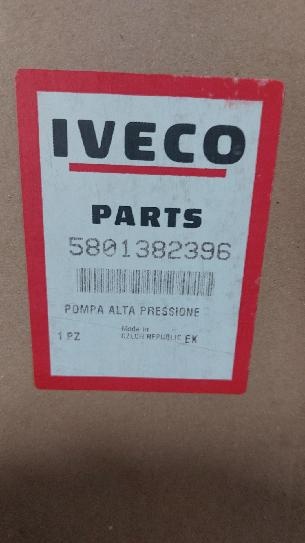 IVECO
PARTS
5801382396
POMPA ALTA PRESSIONE
1 PZ Made in
CZECH REPUBLIC EX